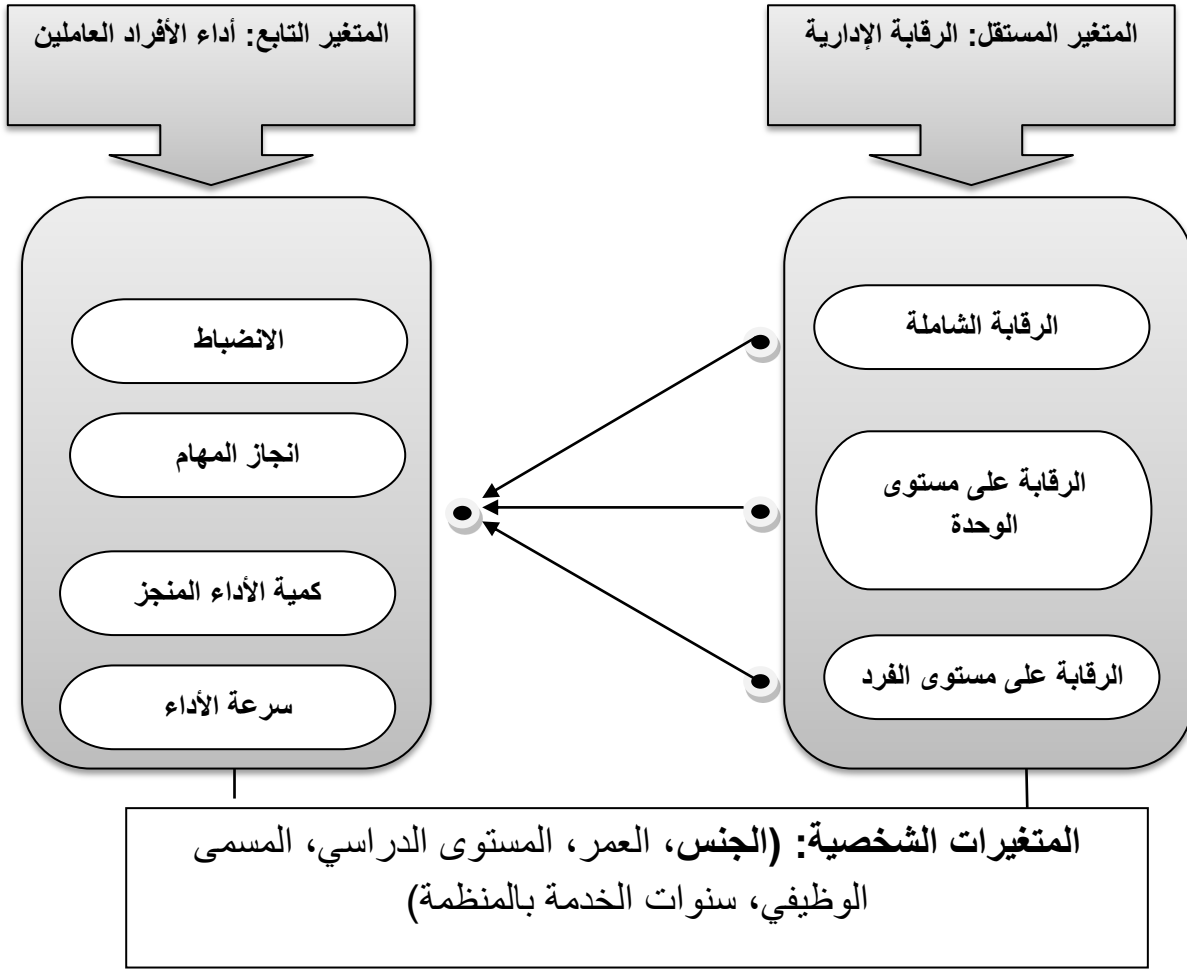 المتغير المستقل: الرقابة الإدارية
المتغير التابع: أداء الأفراد العاملين
الرقابة الشاملة
الرقابة على مستوى
الوحدة
الرقابة على مستوى الفرد
الانضباط
انجاز المهام
كمية الأداء المنجز
سرعة الأداء
المتغيرات الشخصية: (الجنس، العمر، المستوى الدراسي، المسمى
الوظيفي، سنوات الخدمة بالمنظمة)